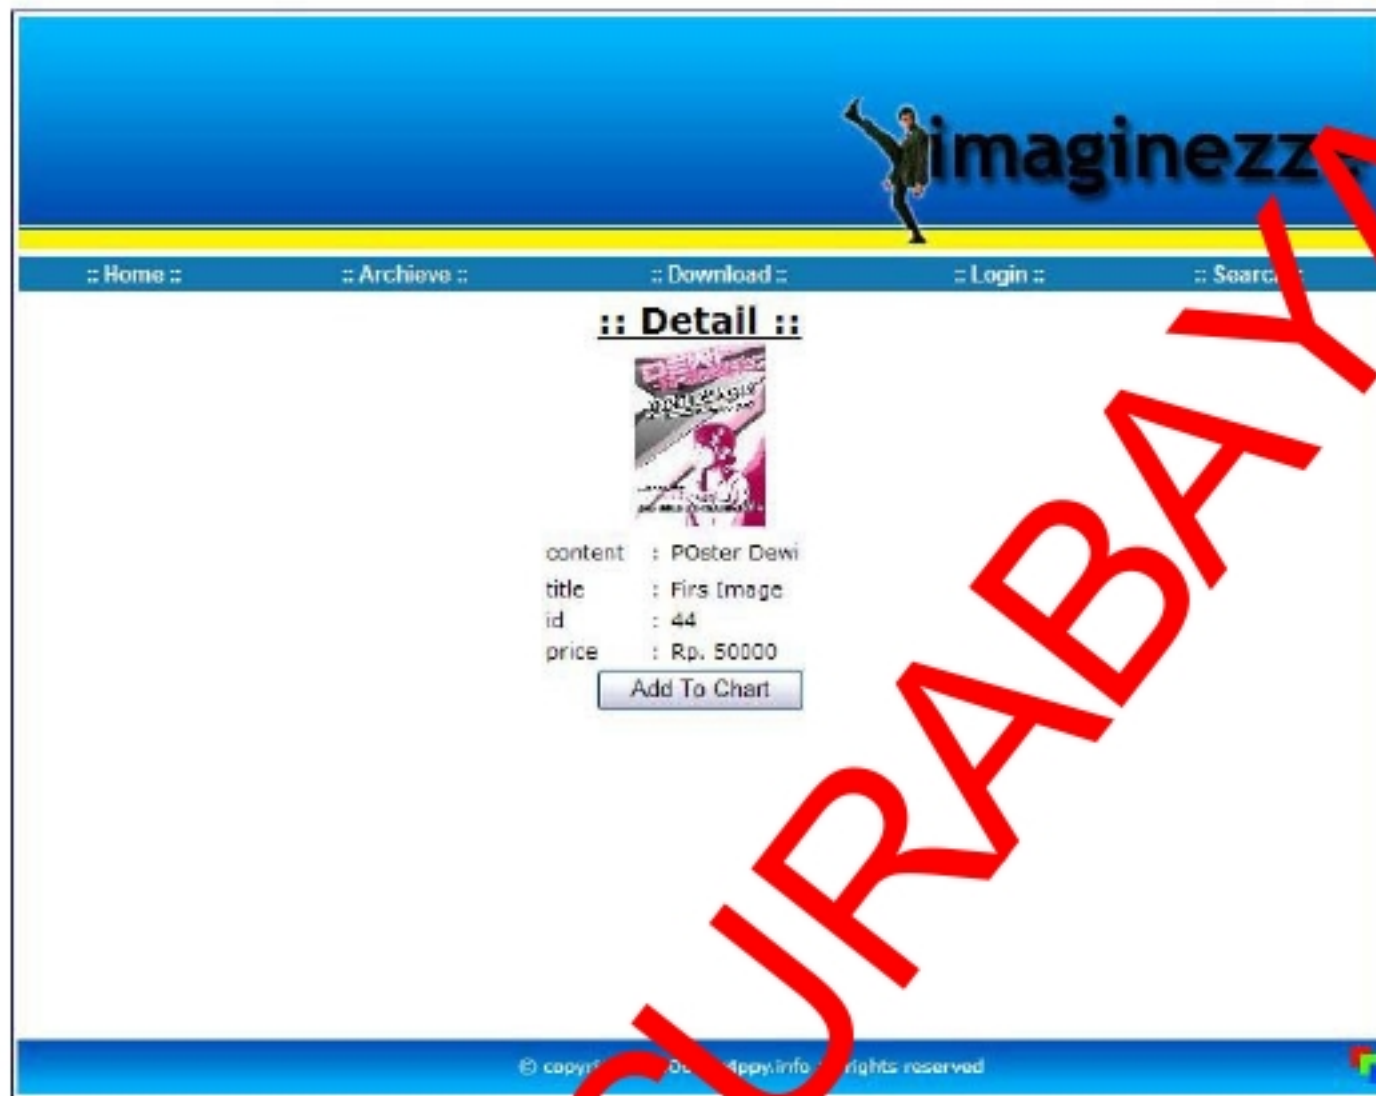 imaginezz
:: Home :: :: Archieve :: :: Download :: :: Login :: ::
:: Detail ::
content : POster Dewi
title : Firs Image
id : 44
price : Rp. 50000
Add To Chart
© rights reserved
SURABAYA